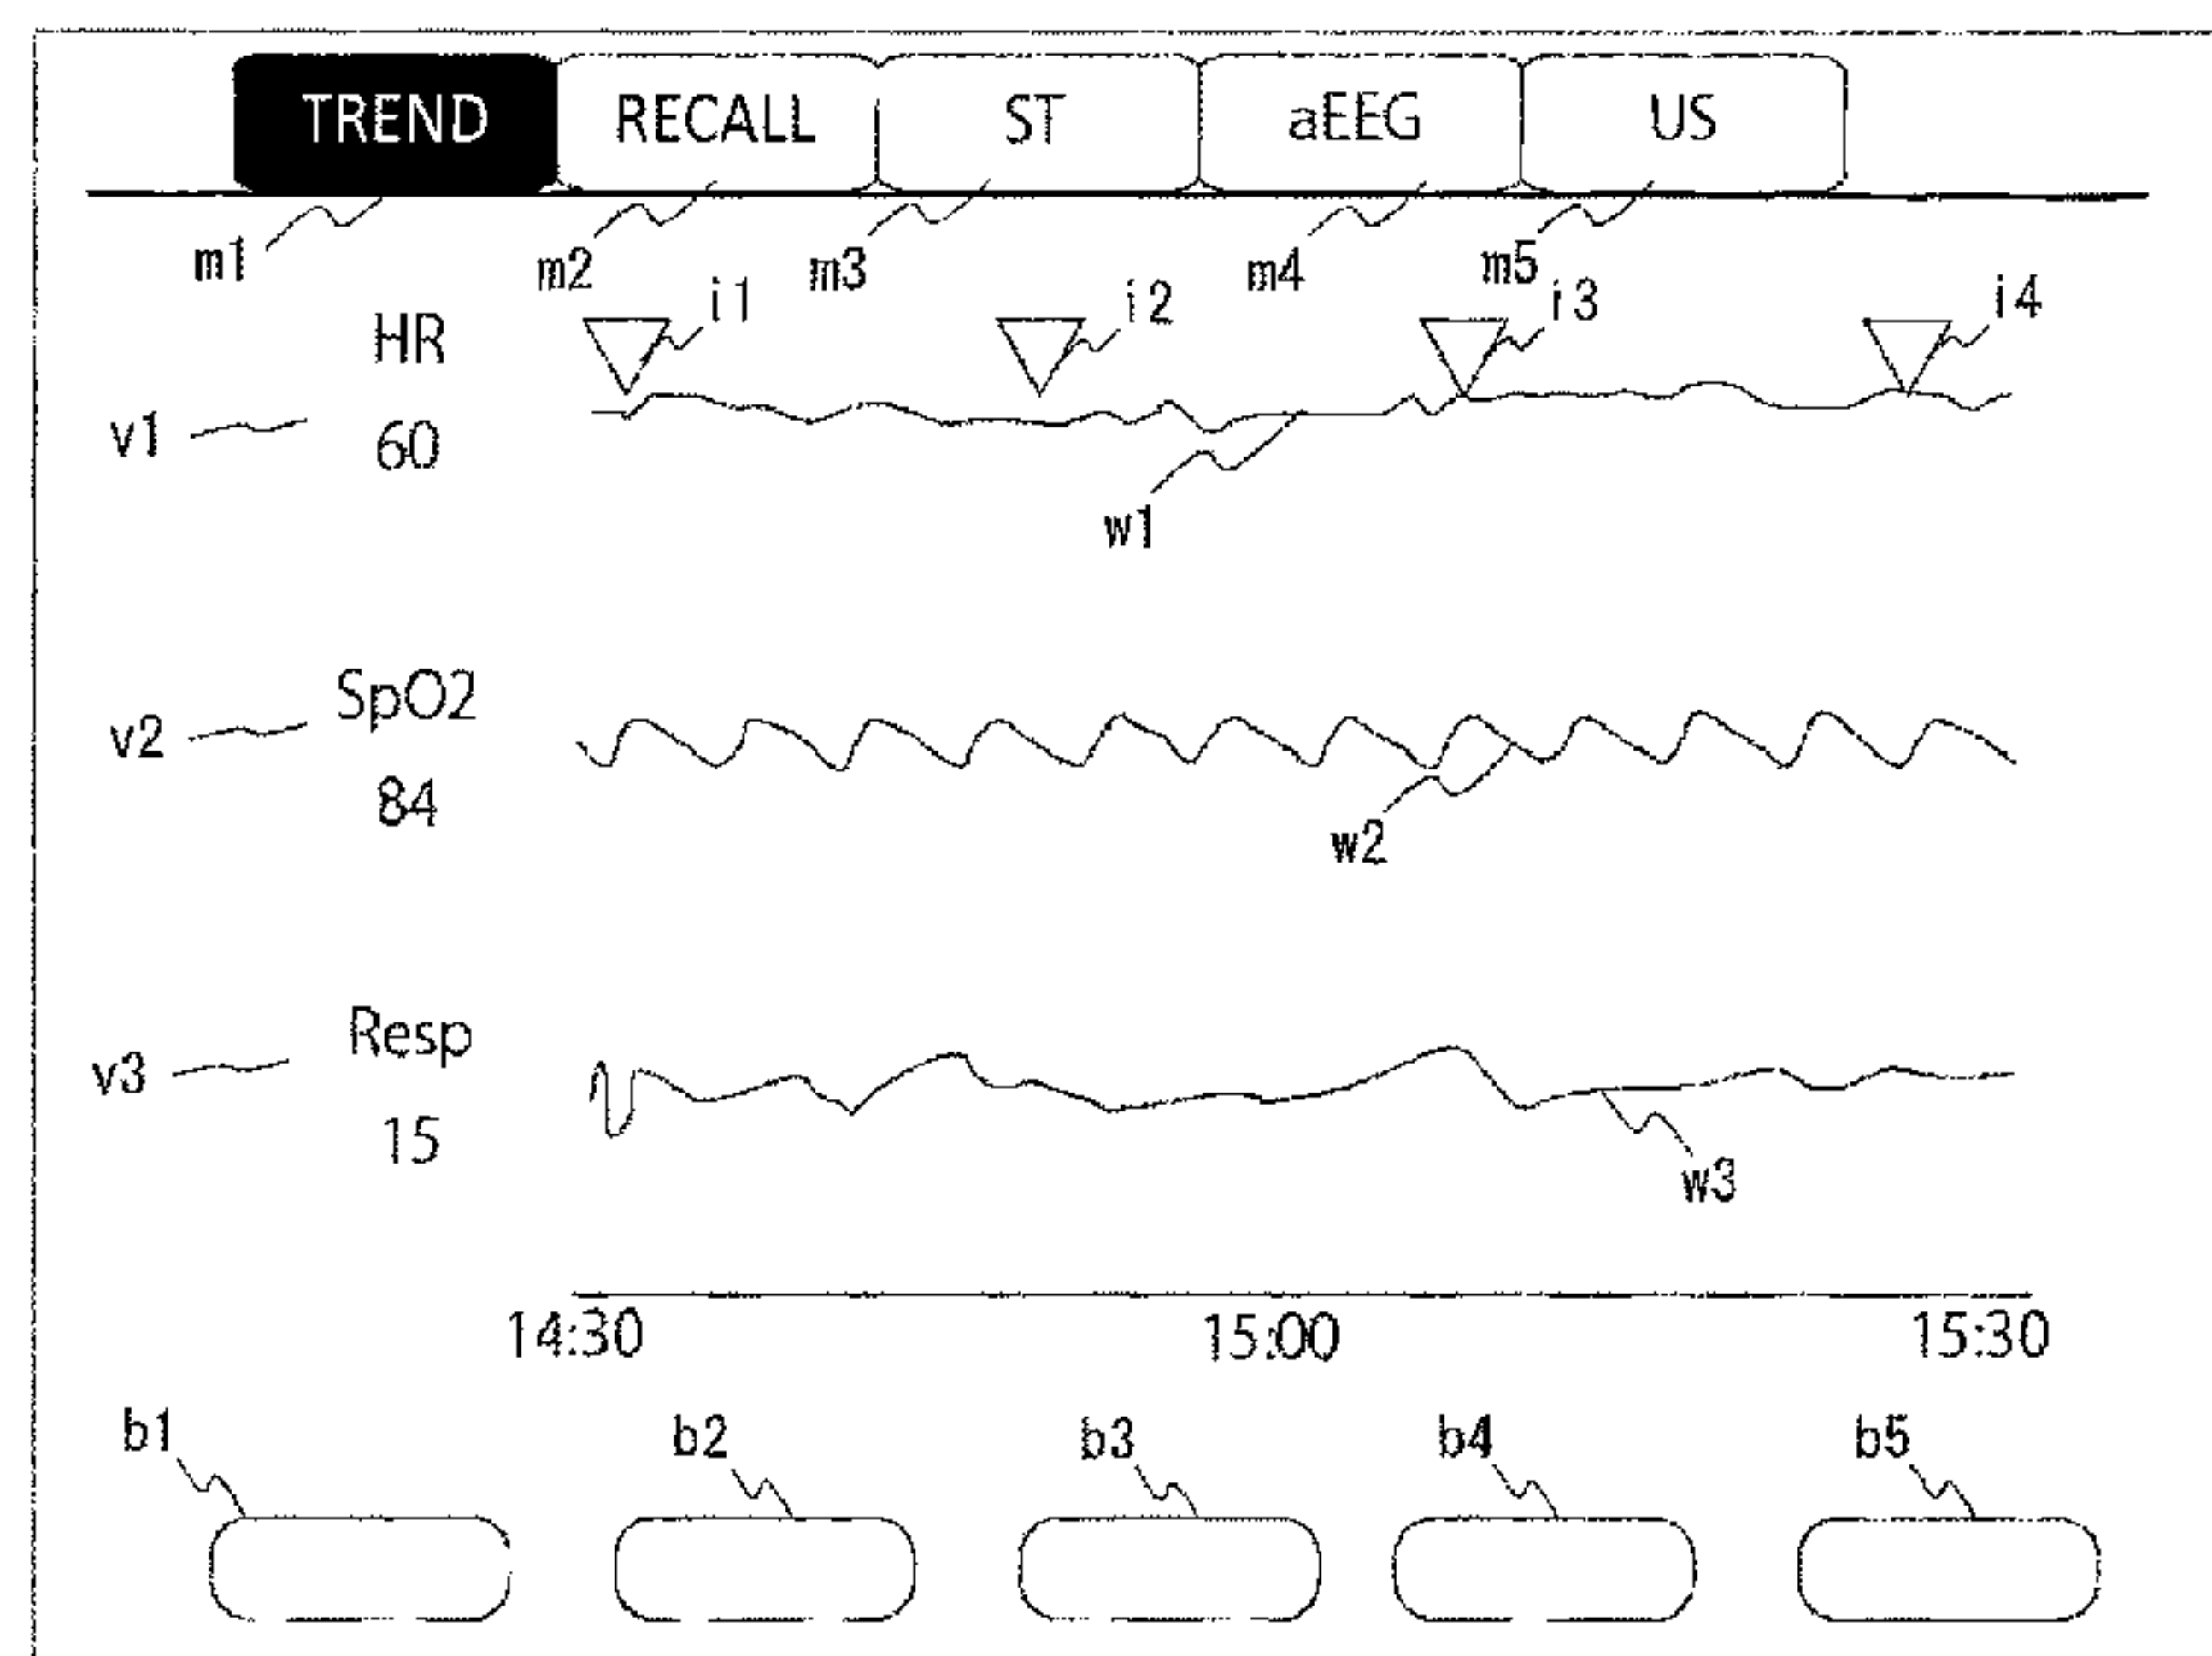 TREND RECALL ST aEEG US
m1 m2 m3 m4 m5
i1 i2 i3 i4
HR
v1 60
w1
SpO2
v2
84
w2
Resp
v3
15
w3
14:30 15:00 15:30
b1 b2 b3 b4 b5